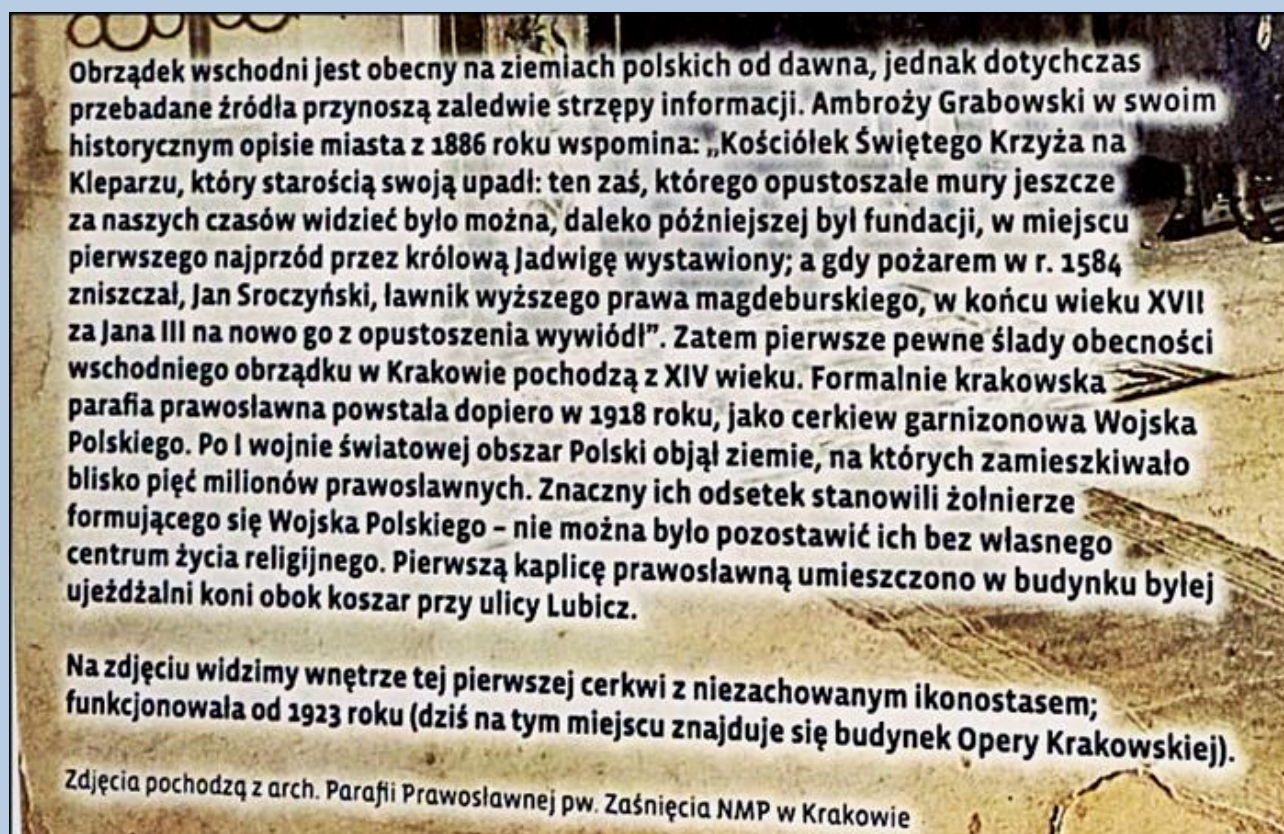 Obrządek wschodni jest obecny na ziemiach polskich od dawna, jednak dotychczas
przebadane źródła przynoszą zaledwie strzępy informacji. Ambroży Grabowski w swoim
historycznym opisie miasta z 1886 roku wspomina: „Kościółek Świętego Krzyża na
Kleparzu, który starością swoją upadł: ten zaś, którego opustoszałe mury jeszcze
za naszych czasów widzieć było można, daleko późniejszej był fundacji, w miejscu
pierwszego najprzód przez królową Jadwigę wystawiony; a gdy pożarem w r. 1584
zniszczał, Jan Sroczyński, ławnik wyższego prawa magdeburskiego, w końcu wieku XVII
za Jana III na nowo go z opustoszenia wywiódł”. Zatem pierwsze pewne ślady obecności
wschodniego obrządku w Krakowie pochodzą z XIV wieku. Formalnie krakowska
parafia prawosławna powstała dopiero w 1918 roku, jako cerkiew garnizonowa Wojska
Polskiego. Po I wojnie światowej obszar Polski objął ziemie, na których zamieszkiwało
blisko pięć milionów prawosławnych. Znaczny ich odsetek stanowili żołnierze
formującego się Wojska Polskiego – nie można było pozostawić ich bez własnego
centrum życia religijnego. Pierwszą kaplicę prawosławną umieszczono w budynku byłej
ujeżdżalni koni obok koszar przy ulicy Lubicz.
Na zdjęciu widzimy wnętrze tej pierwszej cerkwi z niezachowanym ikonostasem;
funkcjonowała od 1923 roku (dziś na tym miejscu znajduje się budynek Opery Krakowskiej).
Zdjęcia pochodzą z arch. Parafii Prawosławnej pw. Zaśnięcia NMP w Krakowie